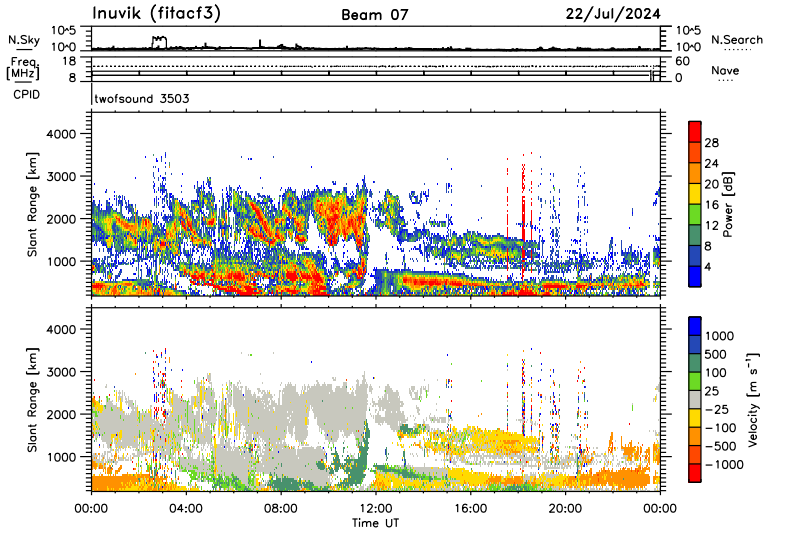 Inuvik (fitacf3) Beam 07 22/Jul/2024
N.Sky 10^5 10^0 10^5 10^0 N.Search
Freq. [MHz] 18 8 60 0 Nave
CPID twofsound 3503
Slant Range [km] 4000 3000 2000 1000
Power [dB] 28 24 20 16 12 8 4
Slant Range [km] 4000 3000 2000 1000
Velocity [m s⁻¹] 1000 500 100 25 −25 −100 −500 −1000
00:00 04:00 08:00 12:00 16:00 20:00 00:00
Time UT